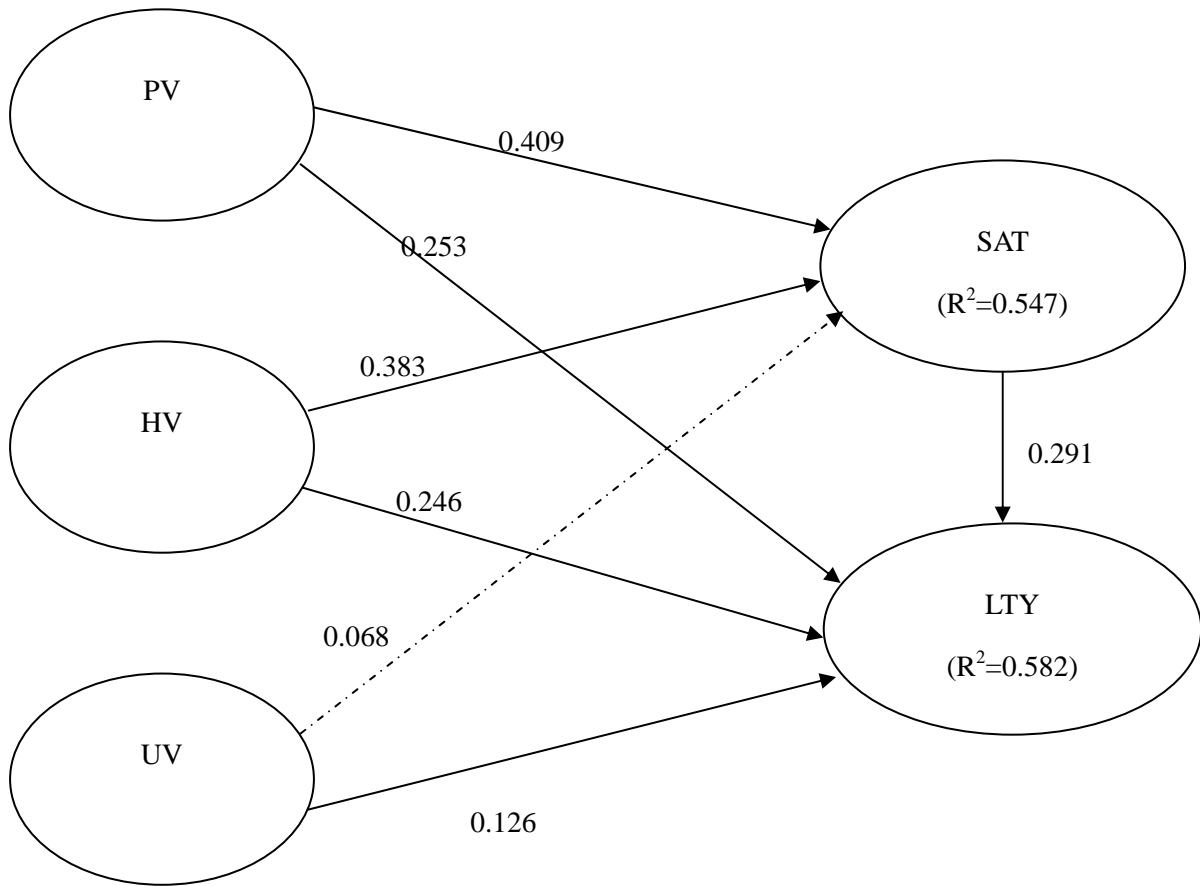 PV
0.409
SAT
0.253
(R²=0.547)
0.383
HV
0.291
0.246
LTY
0.068
(R²=0.582)
UV
0.126